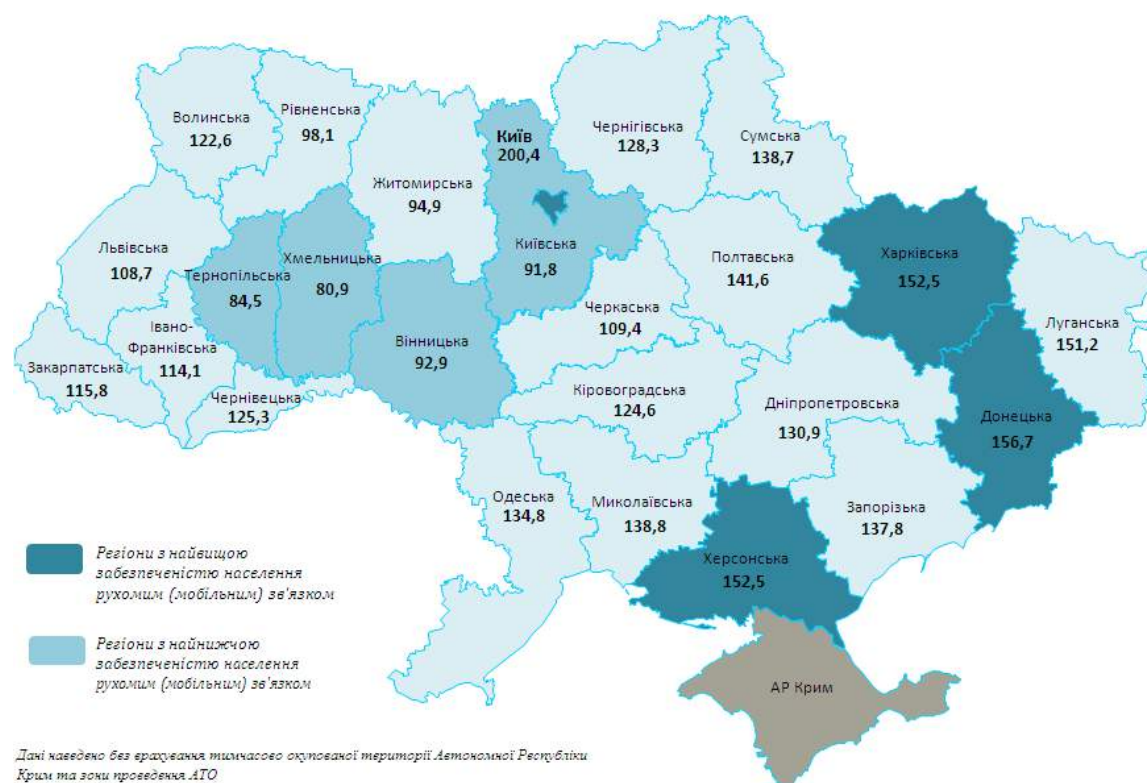 Волинська
122,6
Рівненська
98,1
Житомирська
94,9
Київ
200,4
Київська
91,8
Чернігівська
128,3
Сумська
138,7
Львівська
108,7
Тернопільська
84,5
Хмельницька
80,9
Вінницька
92,9
Черкаська
109,4
Полтавська
141,6
Харківська
152,5
Луганська
151,2
Закарпатська
115,8
Івано-
Франківська
114,1
Чернівецька
125,3
Кіровоградська
124,6
Дніпропетровська
130,9
Донецька
156,7
Одеська
134,8
Миколаївська
138,8
Запорізька
137,8
Херсонська
152,5
АР Крим
Регіони з найвищою
забезпеченістю населення
рухомим (мобільним) зв'язком
Регіони з найнижчою
забезпеченістю населення
рухомим (мобільним) зв'язком
Дані наведено без врахування тимчасово окупованої території Автономної Республіки
Крим та зони проведення АТО